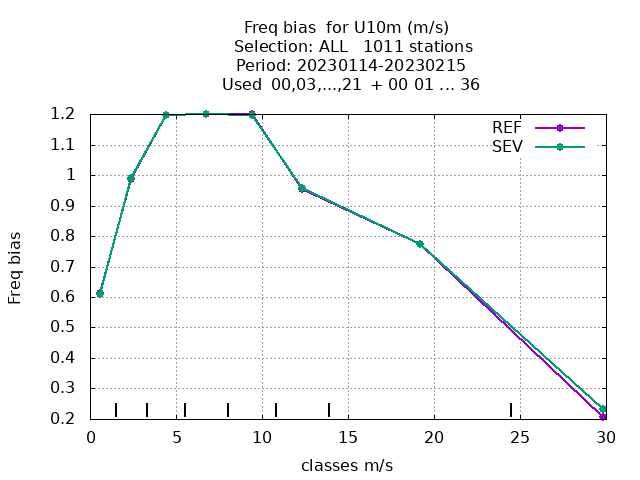 Freq bias  for U10m (m/s)
Selection: ALL   1011 stations
Period: 20230114-20230215
Used  00,03,...,21  + 00 01 ... 36
REF
SEV
1.2
1.1
1
0.9
0.8
0.7
0.6
0.5
0.4
0.3
0.2
Freq bias
0 5 10 15 20 25 30
classes m/s